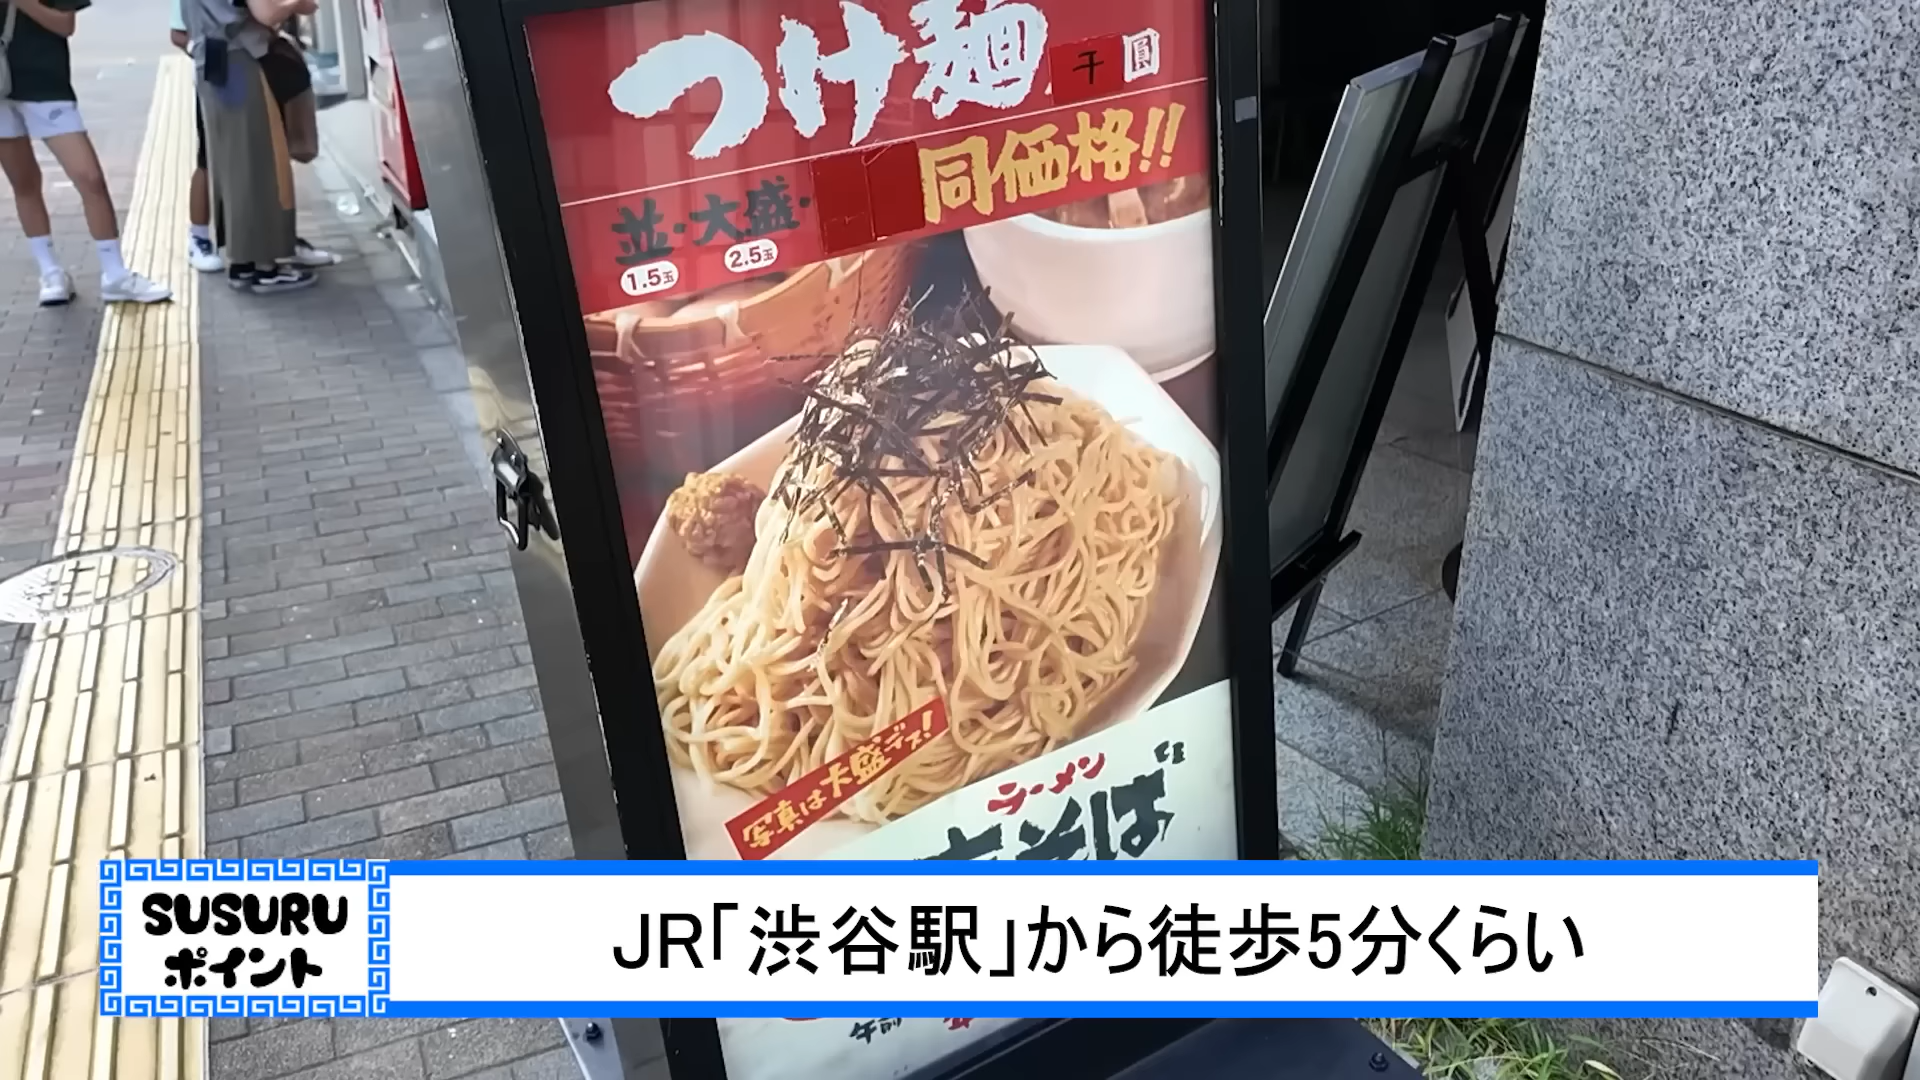 つけ麺 千圓
並・大盛・ 同価格!!
1.5玉 2.5玉
写真は大盛デス!
ラーメン
そば
SUSURU
ポイント
JR「渋谷駅」から徒歩5分くらい
午前